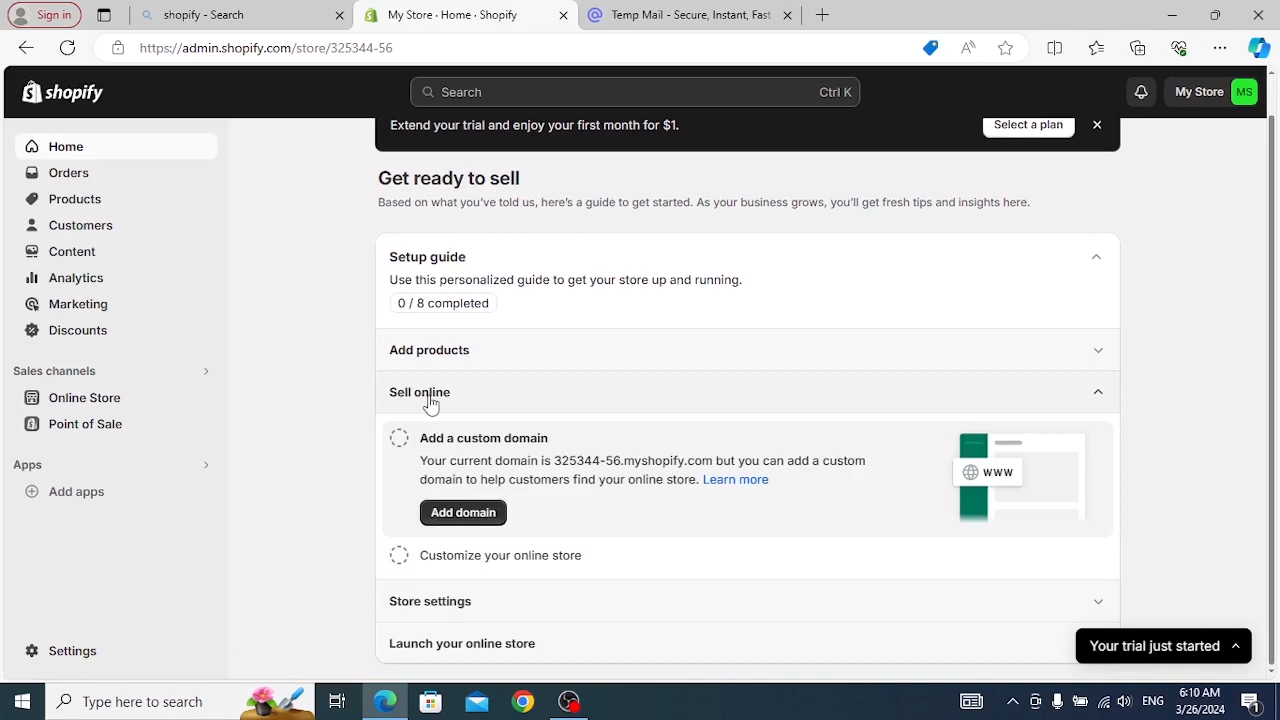 Sign in
shopify - Search
My Store · Home · Shopify
Temp Mail - Secure, Instant, Fast
https://admin.shopify.com/store/325344-56
shopify
Search
Ctrl K
My Store
MS
Home
Orders
Products
Customers
Content
Analytics
Marketing
Discounts
Sales channels
Online Store
Point of Sale
Apps
Add apps
Settings
Extend your trial and enjoy your first month for $1.
Select a plan
Get ready to sell
Based on what you've told us, here's a guide to get started. As your business grows, you'll get fresh tips and insights here.
Setup guide
Use this personalized guide to get your store up and running.
0 / 8 completed
Add products
Sell online
Add a custom domain
Your current domain is 325344-56.myshopify.com but you can add a custom
domain to help customers find your online store. Learn more
Add domain
www
Customize your online store
Store settings
Launch your online store
Your trial just started
Type here to search
ENG
6:10 AM
3/26/2024
1